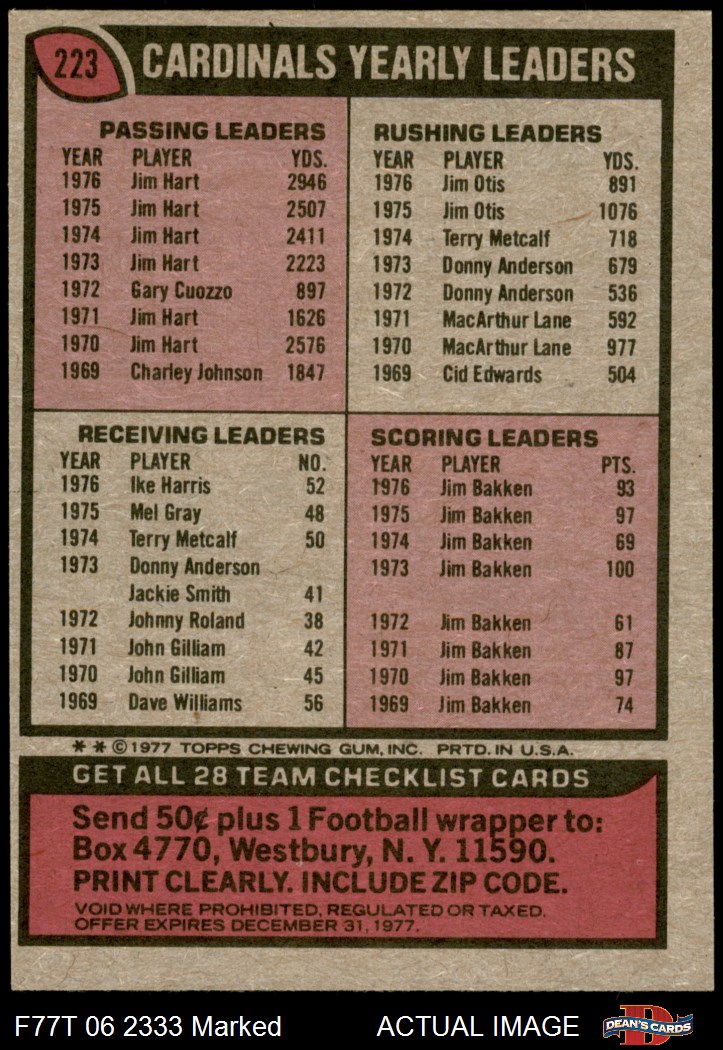 223 CARDINALS YEARLY LEADERS
PASSING LEADERS
YEAR PLAYER YDS.
1976 Jim Hart 2946
1975 Jim Hart 2507
1974 Jim Hart 2411
1973 Jim Hart 2223
1972 Gary Cuozzo 897
1971 Jim Hart 1626
1970 Jim Hart 2576
1969 Charley Johnson 1847
RUSHING LEADERS
YEAR PLAYER YDS.
1976 Jim Otis 891
1975 Jim Otis 1076
1974 Terry Metcalf 718
1973 Donny Anderson 679
1972 Donny Anderson 536
1971 MacArthur Lane 592
1970 MacArthur Lane 977
1969 Cid Edwards 504
RECEIVING LEADERS
YEAR PLAYER NO.
1976 Ike Harris 52
1975 Mel Gray 48
1974 Terry Metcalf 50
1973 Donny Anderson
Jackie Smith 41
1972 Johnny Roland 38
1971 John Gilliam 42
1970 John Gilliam 45
1969 Dave Williams 56
SCORING LEADERS
YEAR PLAYER PTS.
1976 Jim Bakken 93
1975 Jim Bakken 97
1974 Jim Bakken 69
1973 Jim Bakken 100
1972 Jim Bakken 61
1971 Jim Bakken 87
1970 Jim Bakken 97
1969 Jim Bakken 74
* * ©1977 TOPPS CHEWING GUM, INC. PRTD. IN U.S.A.
GET ALL 28 TEAM CHECKLIST CARDS
Send 50¢ plus 1 Football wrapper to:
Box 4770, Westbury, N. Y. 11590.
PRINT CLEARLY. INCLUDE ZIP CODE.
VOID WHERE PROHIBITED, REGULATED OR TAXED.
OFFER EXPIRES DECEMBER 31, 1977.
F77T 06 2333 Marked ACTUAL IMAGE DEAN'S CARDS